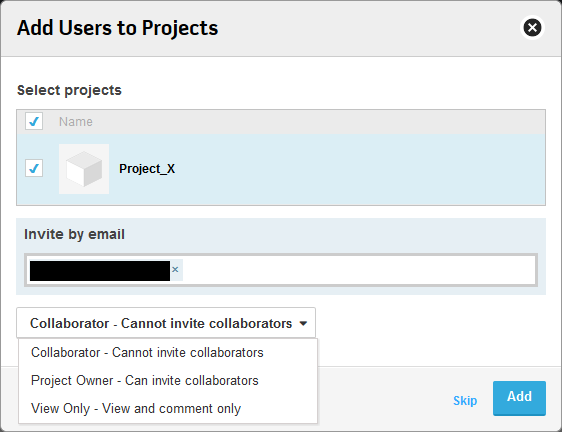 Add Users to Projects
Select projects
Name
Project_X
Invite by email
Collaborator - Cannot invite collaborators
Collaborator - Cannot invite collaborators
Project Owner - Can invite collaborators
View Only - View and comment only
Skip
Add